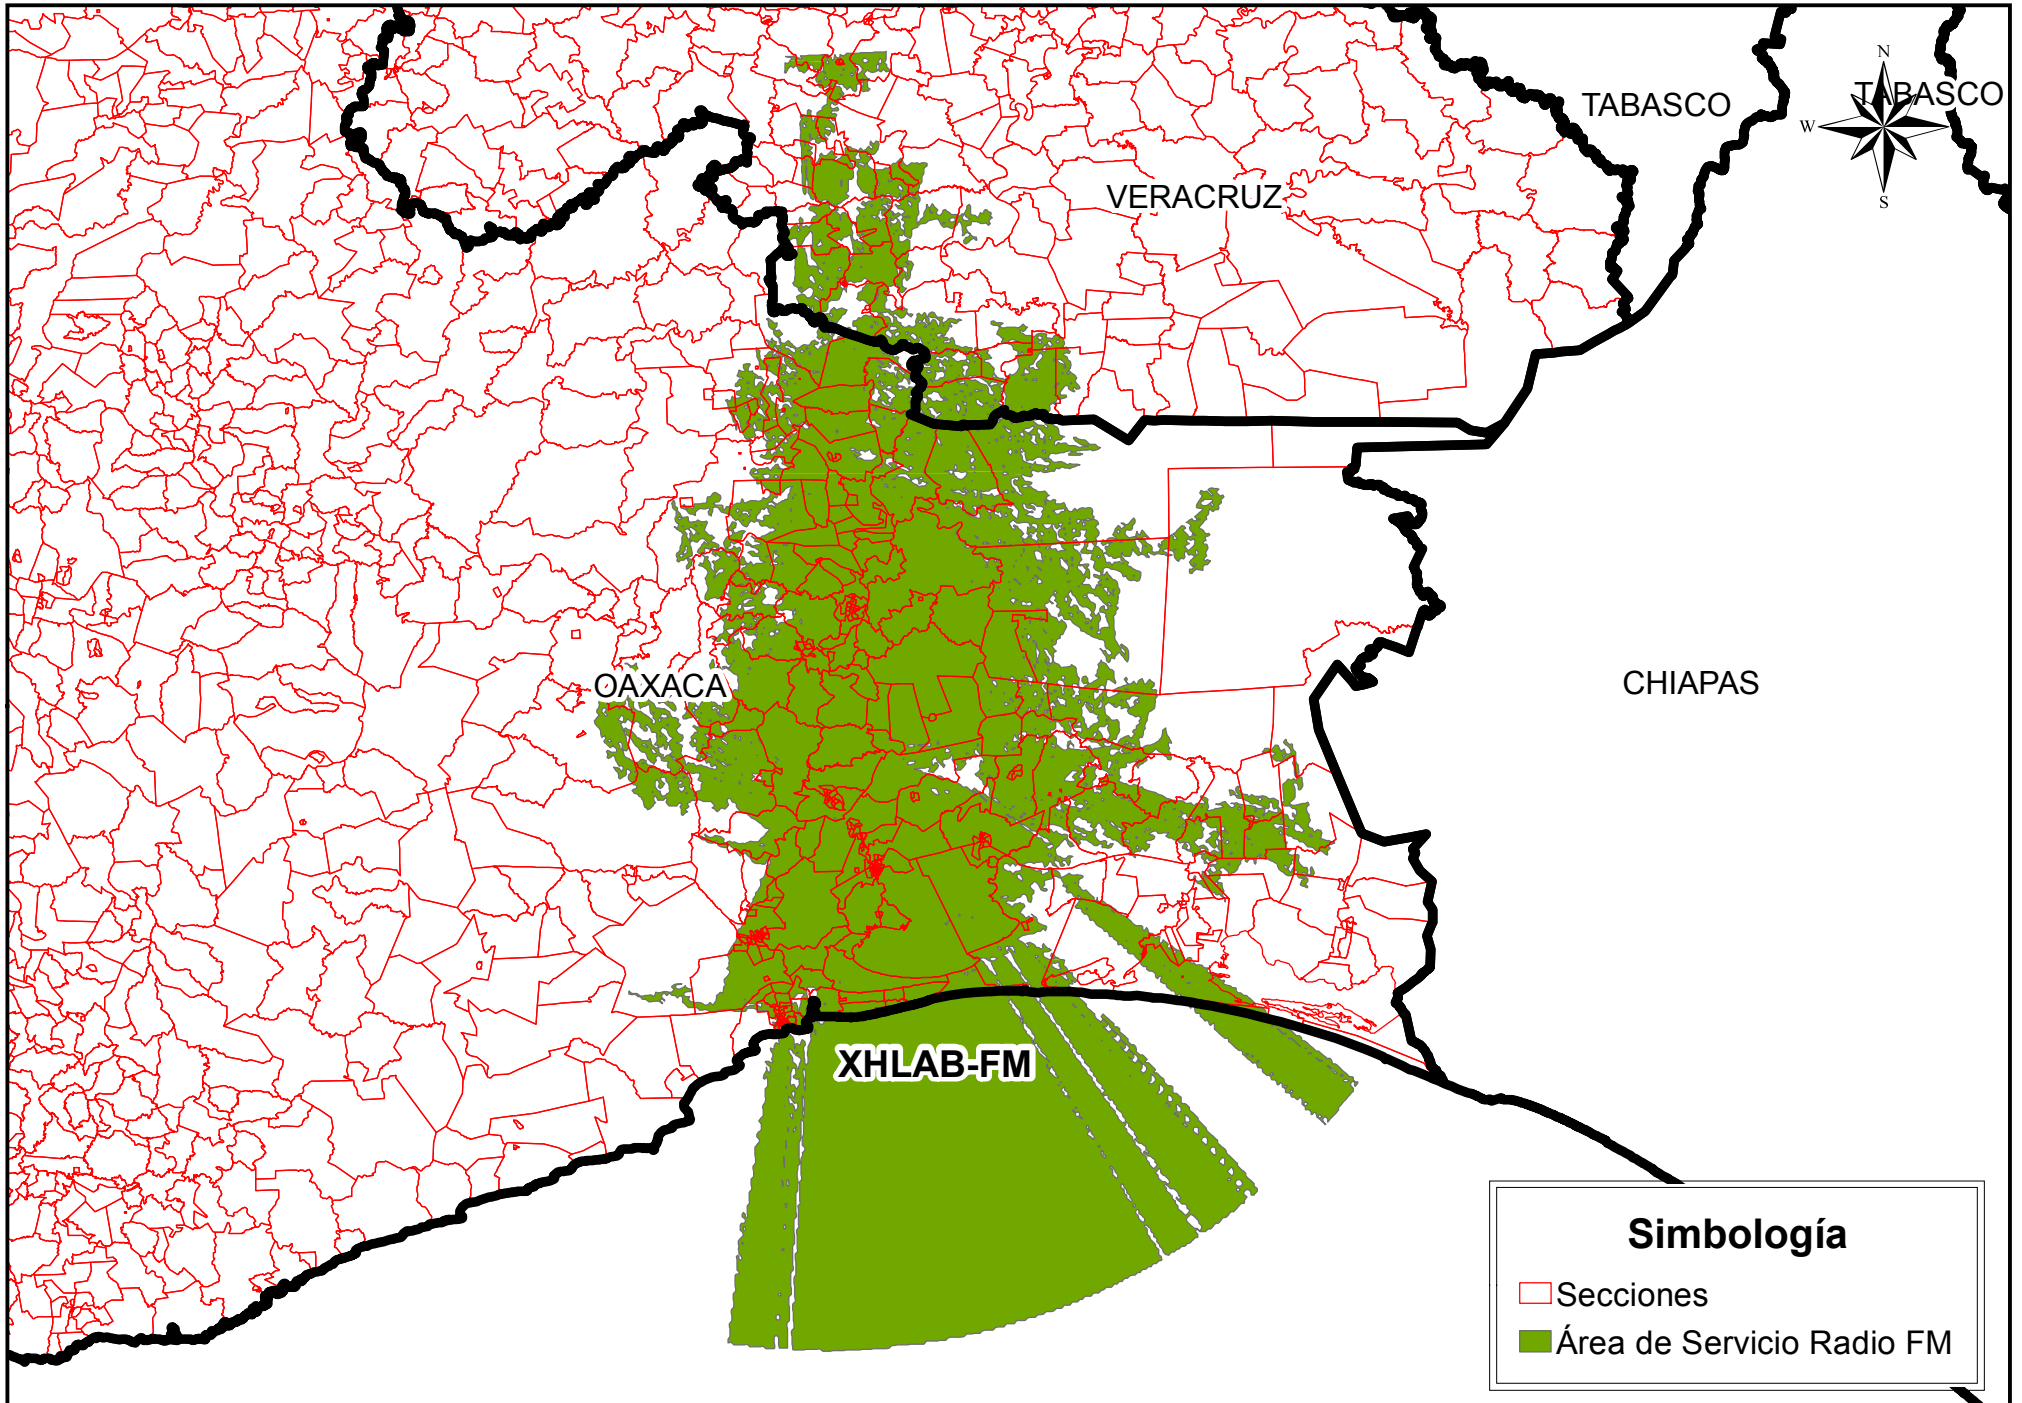 N
TABASCO
TABASCO
W
S
VERACRUZ
OAXACA
CHIAPAS
XHLAB-FM
Simbología
Secciones
Área de Servicio Radio FM